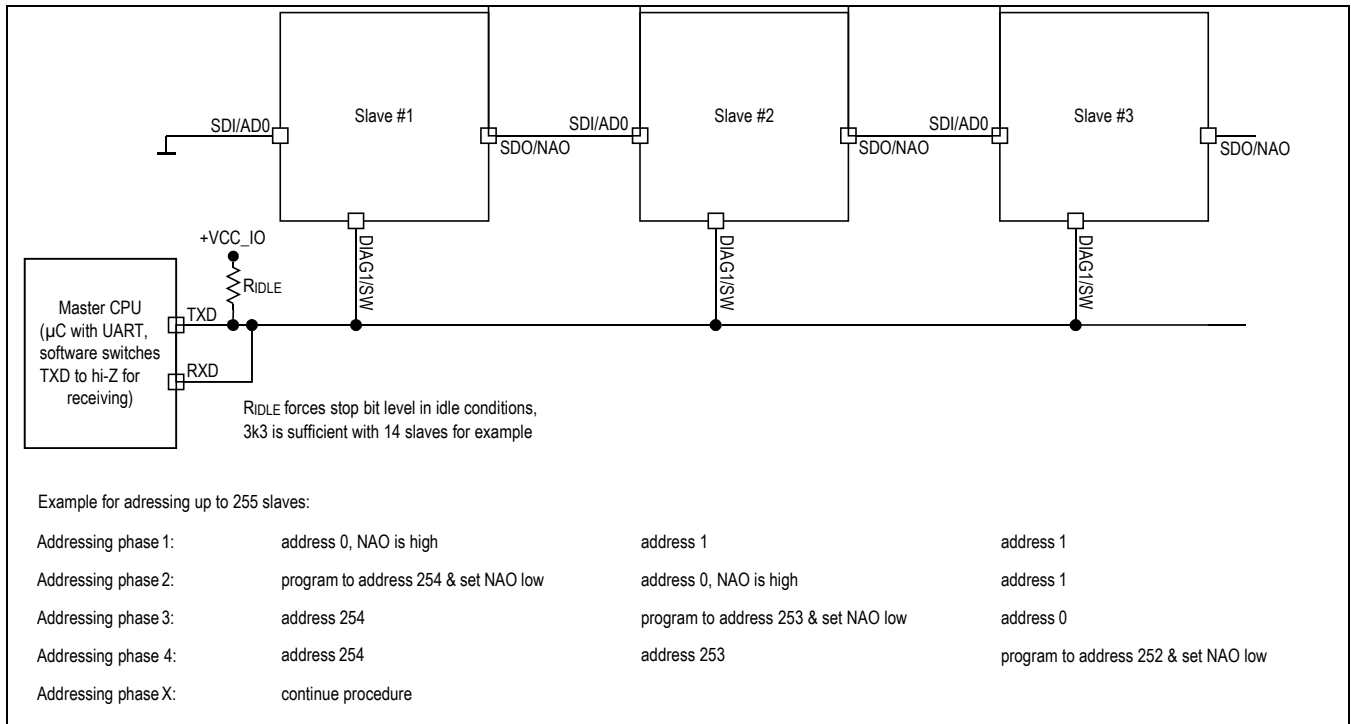 Slave #1
Slave #2
Slave #3
SDI/AD0
SDO/NAO
SDI/AD0
SDO/NAO
SDI/AD0
SDO/NAO
DIAG1/SW
DIAG1/SW
DIAG1/SW
+VCC_IO
RIDLE
Master CPU
(µC with UART,
software switches
TXD to hi-Z for
receiving)
TXD
RXD
RIDLE forces stop bit level in idle conditions,
3k3 is sufficient with 14 slaves for example
Example for adressing up to 255 slaves:
Addressing phase 1: address 0, NAO is high address 1 address 1
Addressing phase 2: program to address 254 & set NAO low address 0, NAO is high address 1
Addressing phase 3: address 254 program to address 253 & set NAO low address 0
Addressing phase 4: address 254 address 253 program to address 252 & set NAO low
Addressing phase X: continue procedure